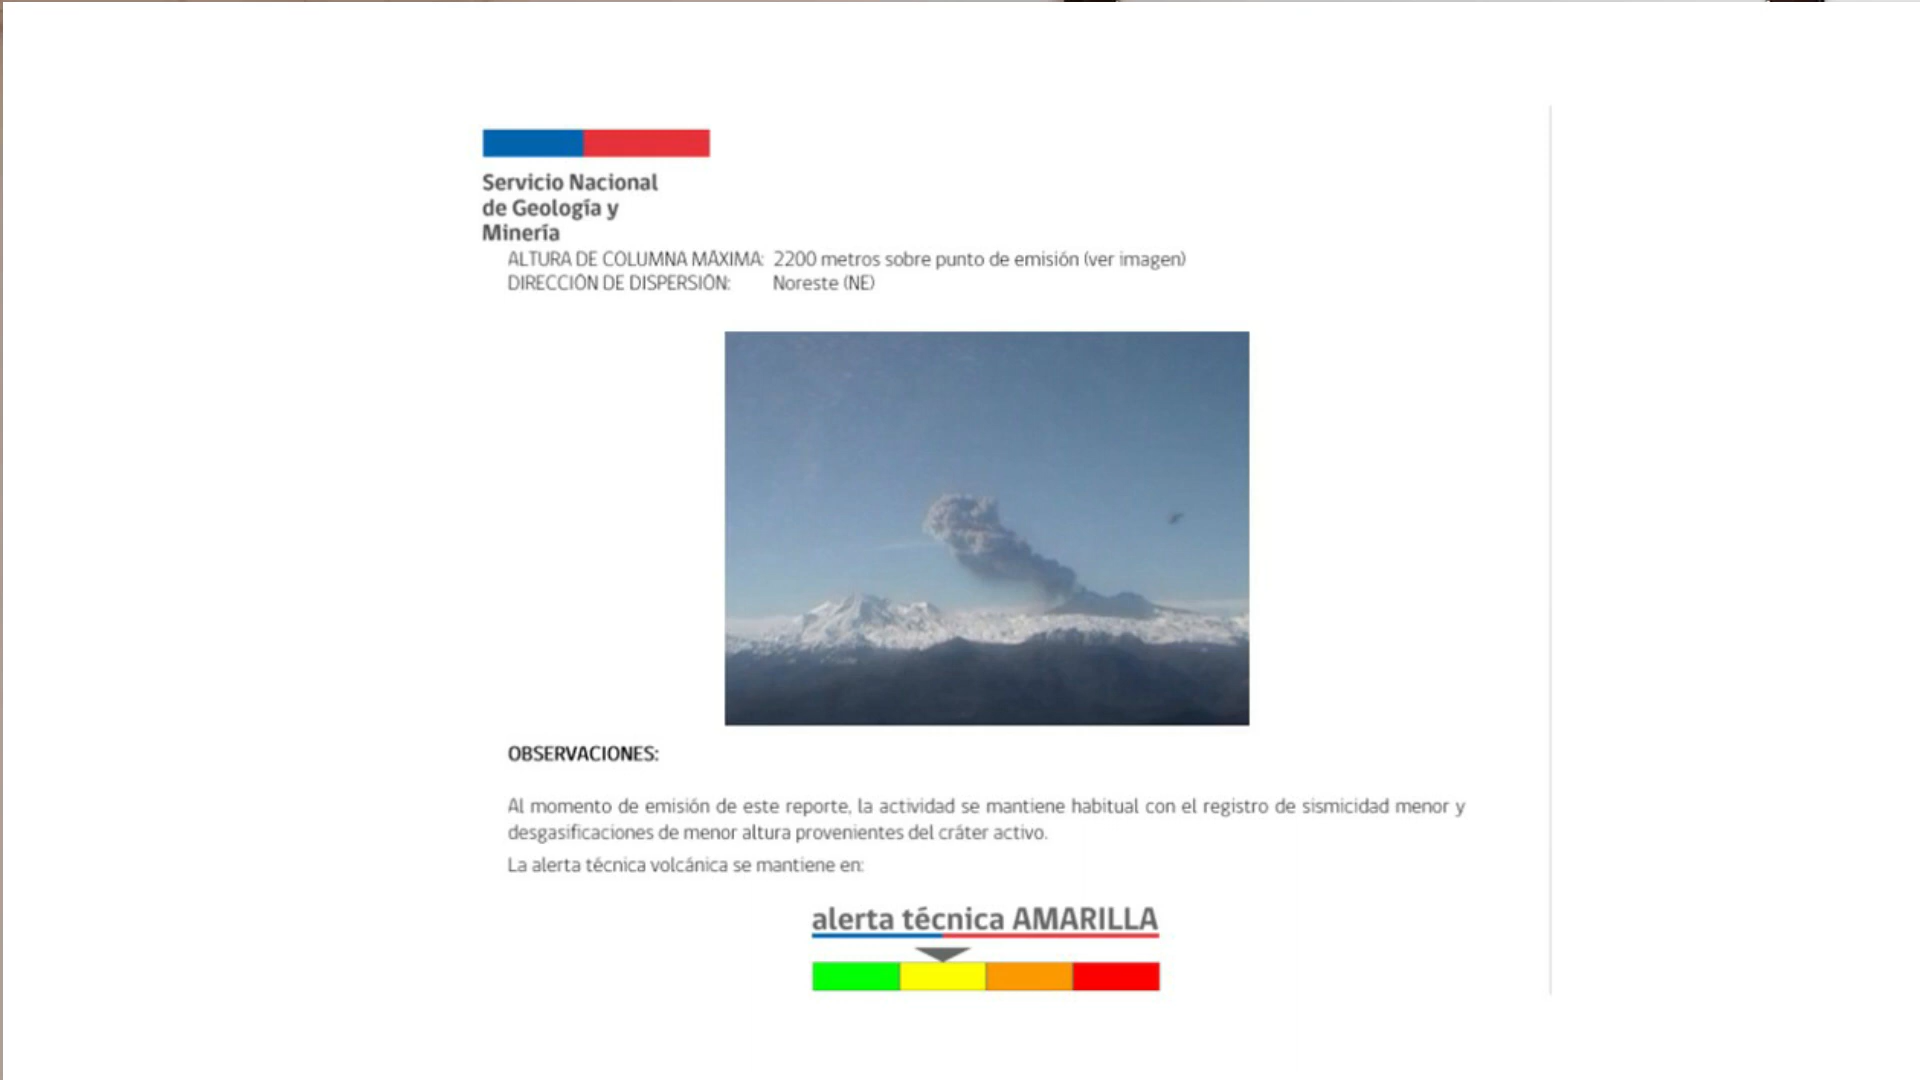 Servicio Nacional
de Geología y
Minería
ALTURA DE COLUMNA MÁXIMA: 2200 metros sobre punto de emisión (ver imagen)
DIRECCIÓN DE DISPERSIÓN: Noreste (NE)
OBSERVACIONES:
Al momento de emisión de este reporte, la actividad se mantiene habitual con el registro de sismicidad menor y
desgasificaciones de menor altura provenientes del cráter activo.
La alerta técnica volcánica se mantiene en:
alerta técnica AMARILLA